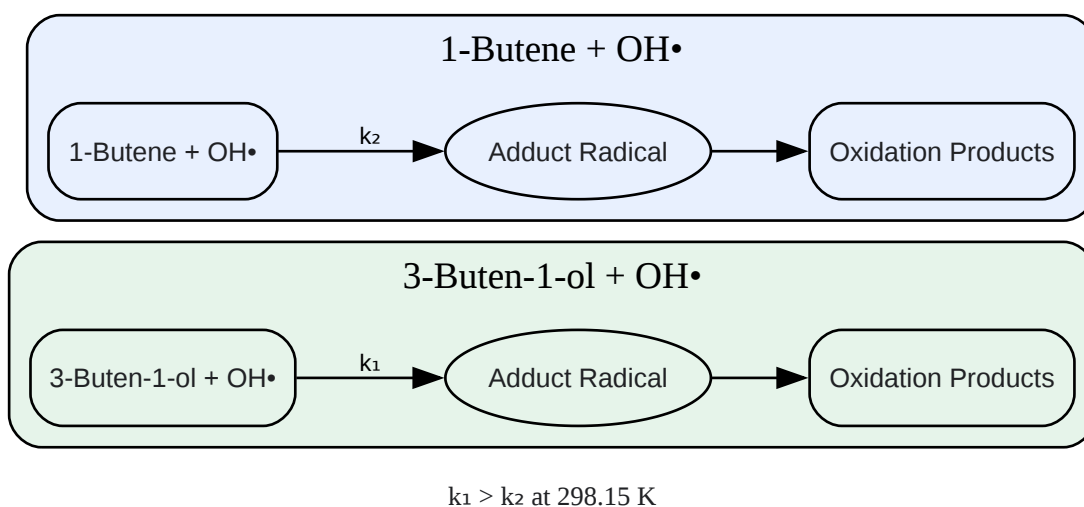 1-Butene + OH•
1-Butene + OH•
k₂
Adduct Radical
Oxidation Products
3-Buten-1-ol + OH•
3-Buten-1-ol + OH•
k₁
Adduct Radical
Oxidation Products
k₁ > k₂ at 298.15 K